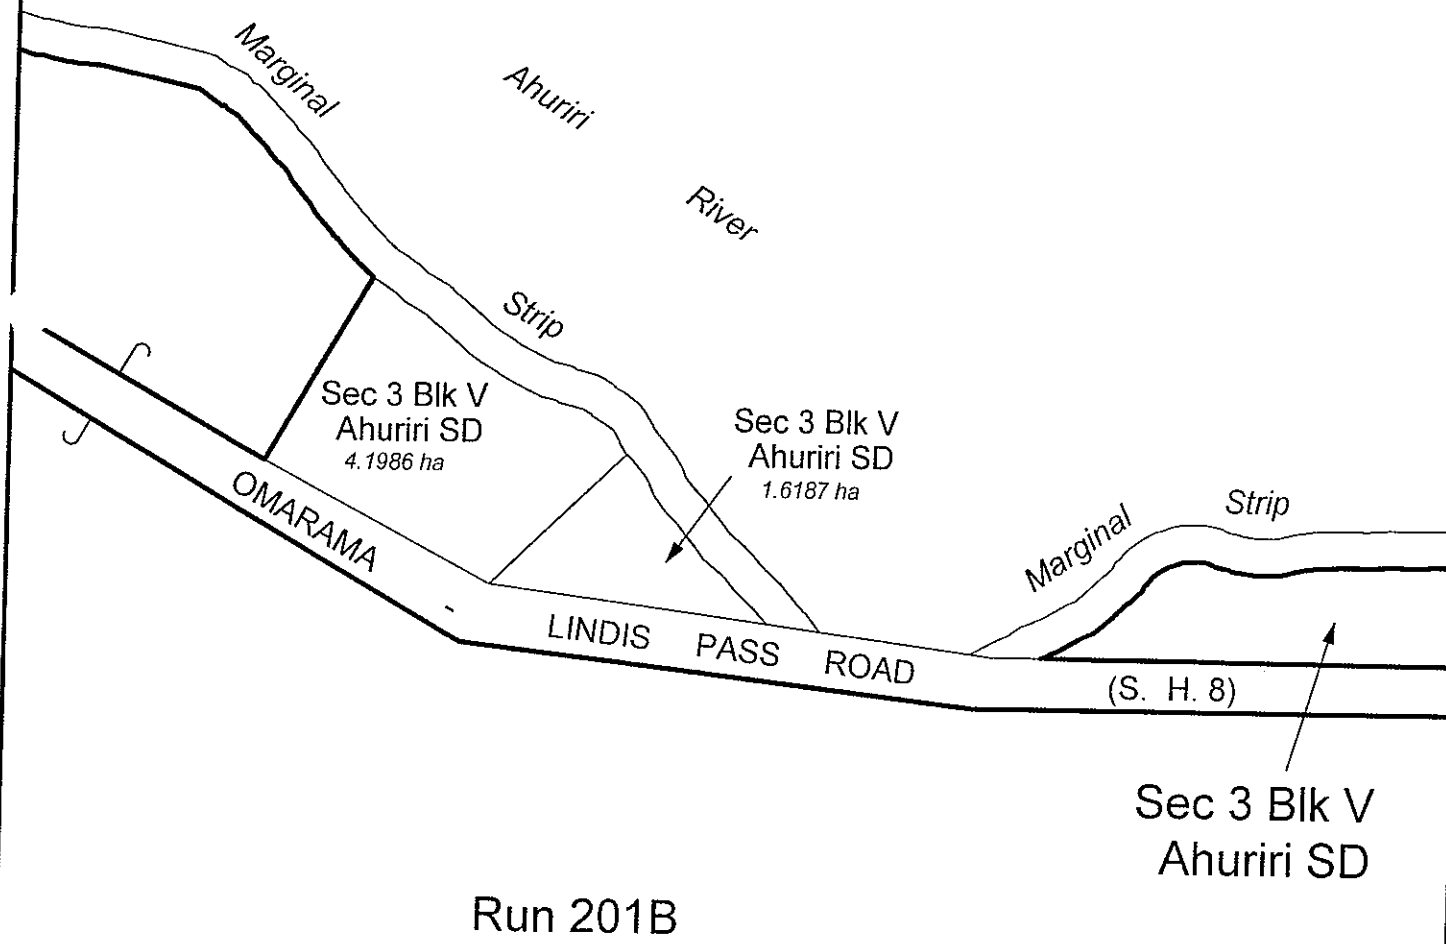 Marginal
Ahuriri
River
Strip
Sec 3 Blk V
Ahuriri SD
4.1986 ha
Sec 3 Blk V
Ahuriri SD
1.6187 ha
Marginal
Strip
OMARAMA
LINDIS PASS ROAD
(S. H. 8)
Sec 3 Blk V
Ahuriri SD
Run 201B